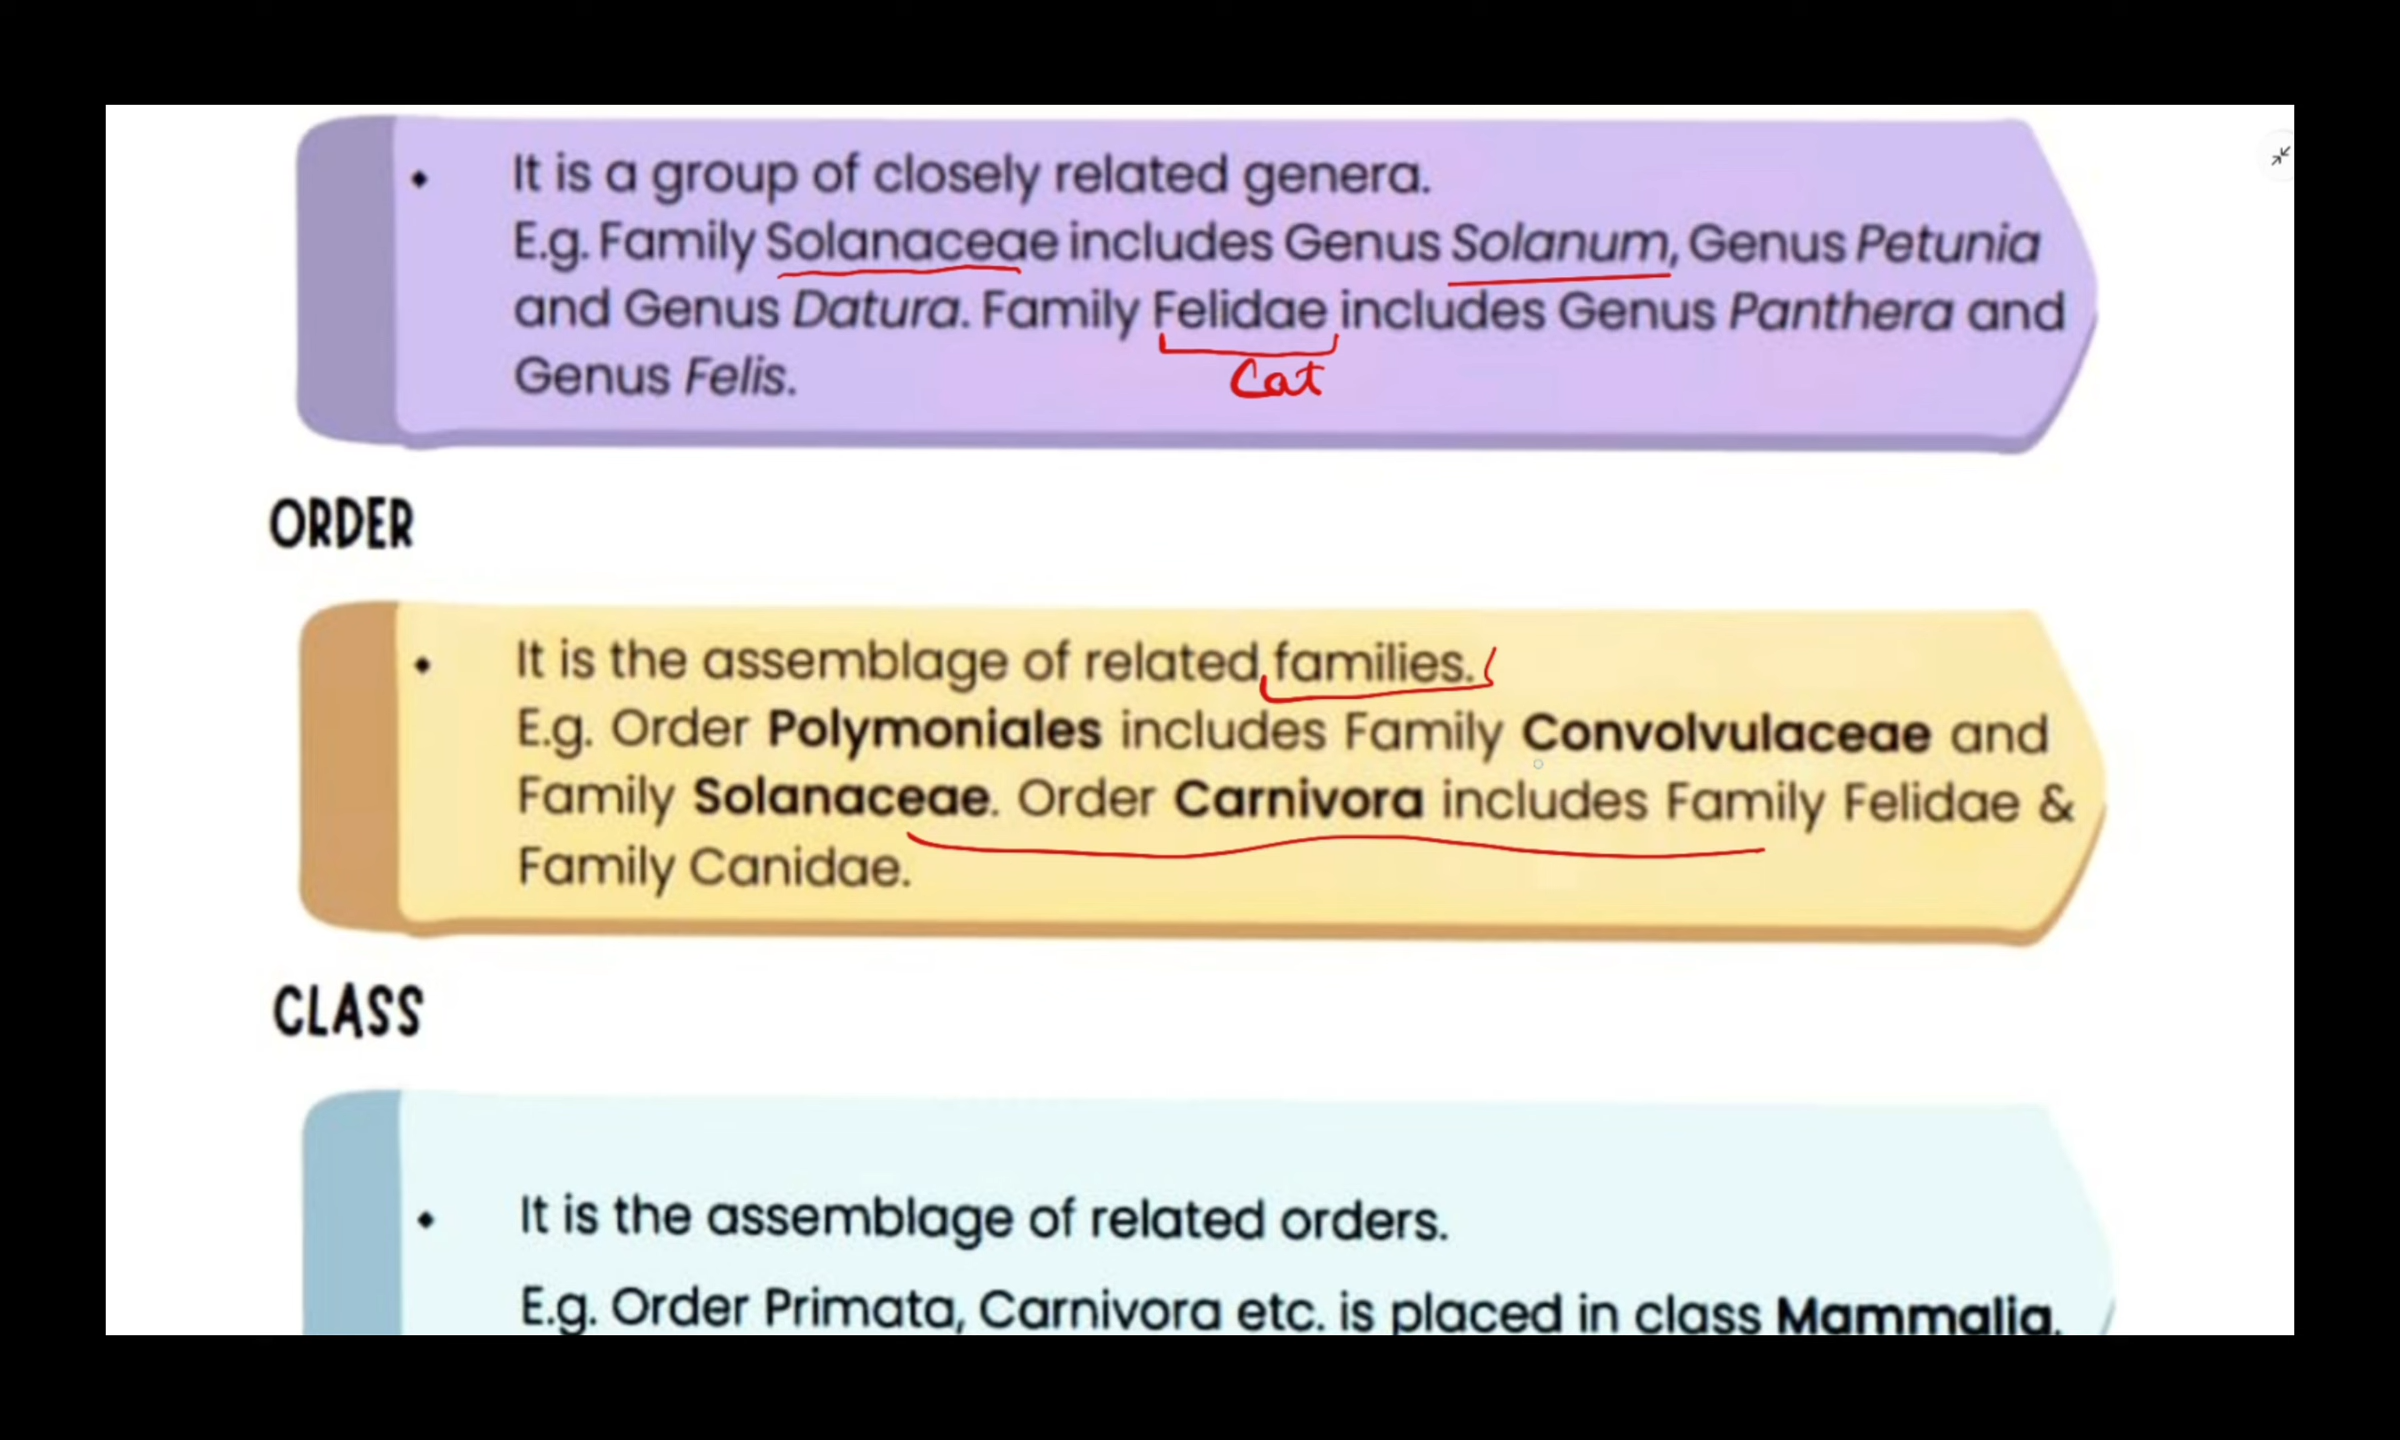 • It is a group of closely related genera.
E.g. Family Solanaceae includes Genus Solanum, Genus Petunia
and Genus Datura. Family Felidae includes Genus Panthera and
Genus Felis.
Cat
ORDER
• It is the assemblage of related families.
E.g. Order Polymoniales includes Family Convolvulaceae and
Family Solanaceae. Order Carnivora includes Family Felidae &
Family Canidae.
CLASS
• It is the assemblage of related orders.
E.g. Order Primata, Carnivora etc. is placed in class Mammalia.